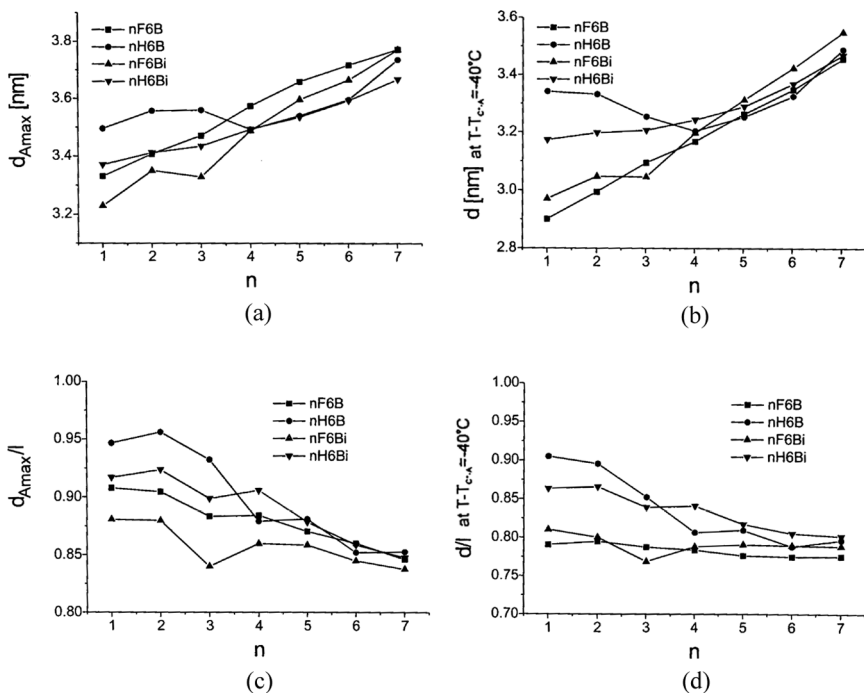 nF6B
nH6B
nF6Bi
nH6Bi
3.8
3.6
3.4
3.2
d_Amax [nm]
1 2 3 4 5 6 7
n
(a)
nF6B
nH6B
nF6Bi
nH6Bi
3.6
3.4
3.2
3.0
2.8
d [nm] at T-T_C*-A=-40°C
1 2 3 4 5 6 7
n
(b)
nF6B
nH6B
nF6Bi
nH6Bi
1.00
0.95
0.90
0.85
0.80
d_Amax/l
1 2 3 4 5 6 7
n
(c)
nF6B
nH6B
nF6Bi
nH6Bi
1.00
0.95
0.90
0.85
0.80
0.75
0.70
d/l at T-T_C*-A=-40°C
1 2 3 4 5 6 7
n
(d)